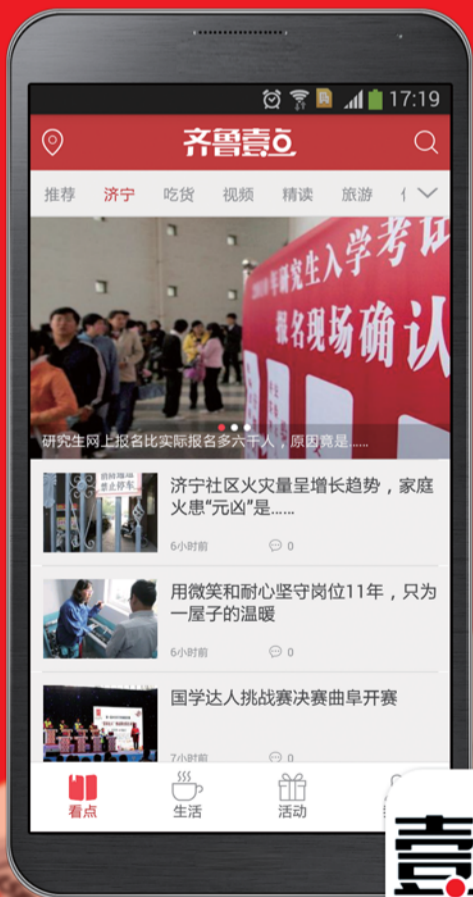 17:19
齐鲁壹点
推荐 济宁 吃货 视频 精读 旅游
年研究生入学考试
报名现场确认
研究生网上报名比实际报名多六千人，原因竟是……
禁止停车
济宁社区火灾量呈增长趋势，家庭
火患“元凶”是……
6小时前 0
用微笑和耐心坚守岗位11年，只为
一屋子的温暖
6小时前 0
国学达人挑战赛决赛曲阜开赛
7小时前 0
看点 生活 活动
壹